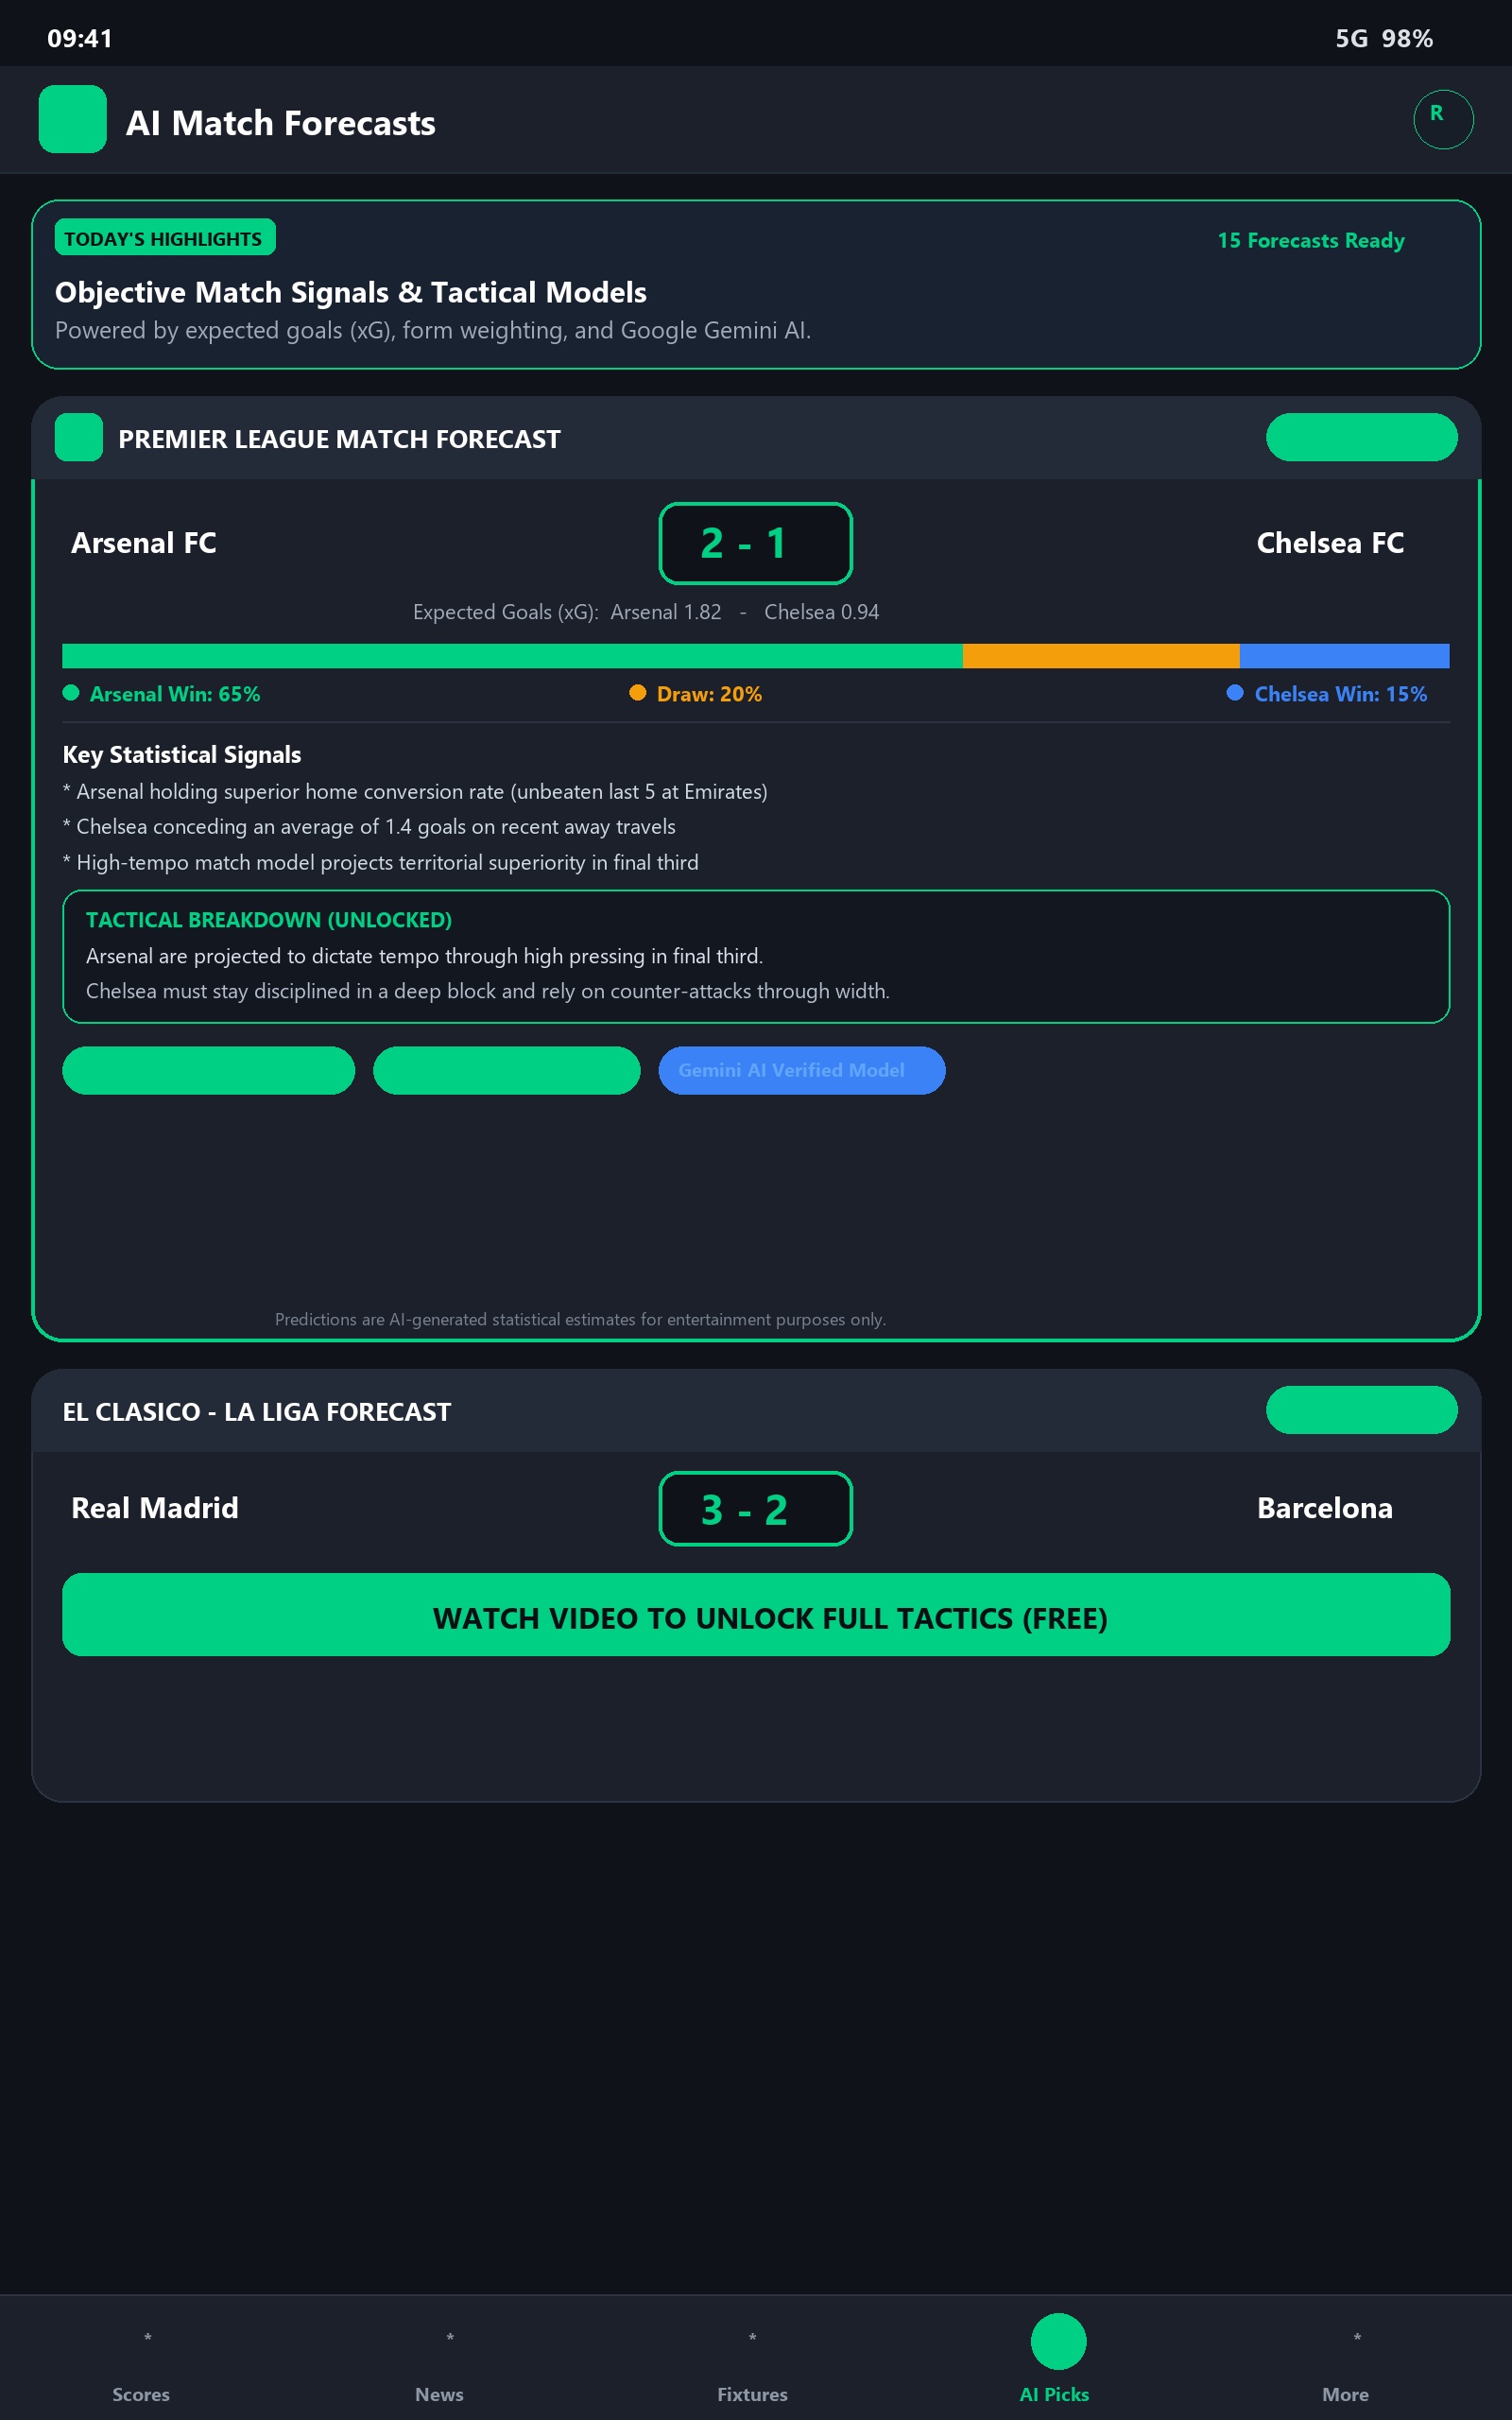 09:41
5G 98%
AI Match Forecasts
R
TODAY'S HIGHLIGHTS
15 Forecasts Ready
Objective Match Signals & Tactical Models
Powered by expected goals (xG), form weighting, and Google Gemini AI.
PREMIER LEAGUE MATCH FORECAST
Arsenal FC
2 - 1
Chelsea FC
Expected Goals (xG): Arsenal 1.82 - Chelsea 0.94
Arsenal Win: 65%
Draw: 20%
Chelsea Win: 15%
Key Statistical Signals
* Arsenal holding superior home conversion rate (unbeaten last 5 at Emirates)
* Chelsea conceding an average of 1.4 goals on recent away travels
* High-tempo match model projects territorial superiority in final third
TACTICAL BREAKDOWN (UNLOCKED)
Arsenal are projected to dictate tempo through high pressing in final third.
Chelsea must stay disciplined in a deep block and rely on counter-attacks through width.
Gemini AI Verified Model
Predictions are AI-generated statistical estimates for entertainment purposes only.
EL CLASICO - LA LIGA FORECAST
Real Madrid
3 - 2
Barcelona
WATCH VIDEO TO UNLOCK FULL TACTICS (FREE)
* * * *
Scores
News
Fixtures
AI Picks
More